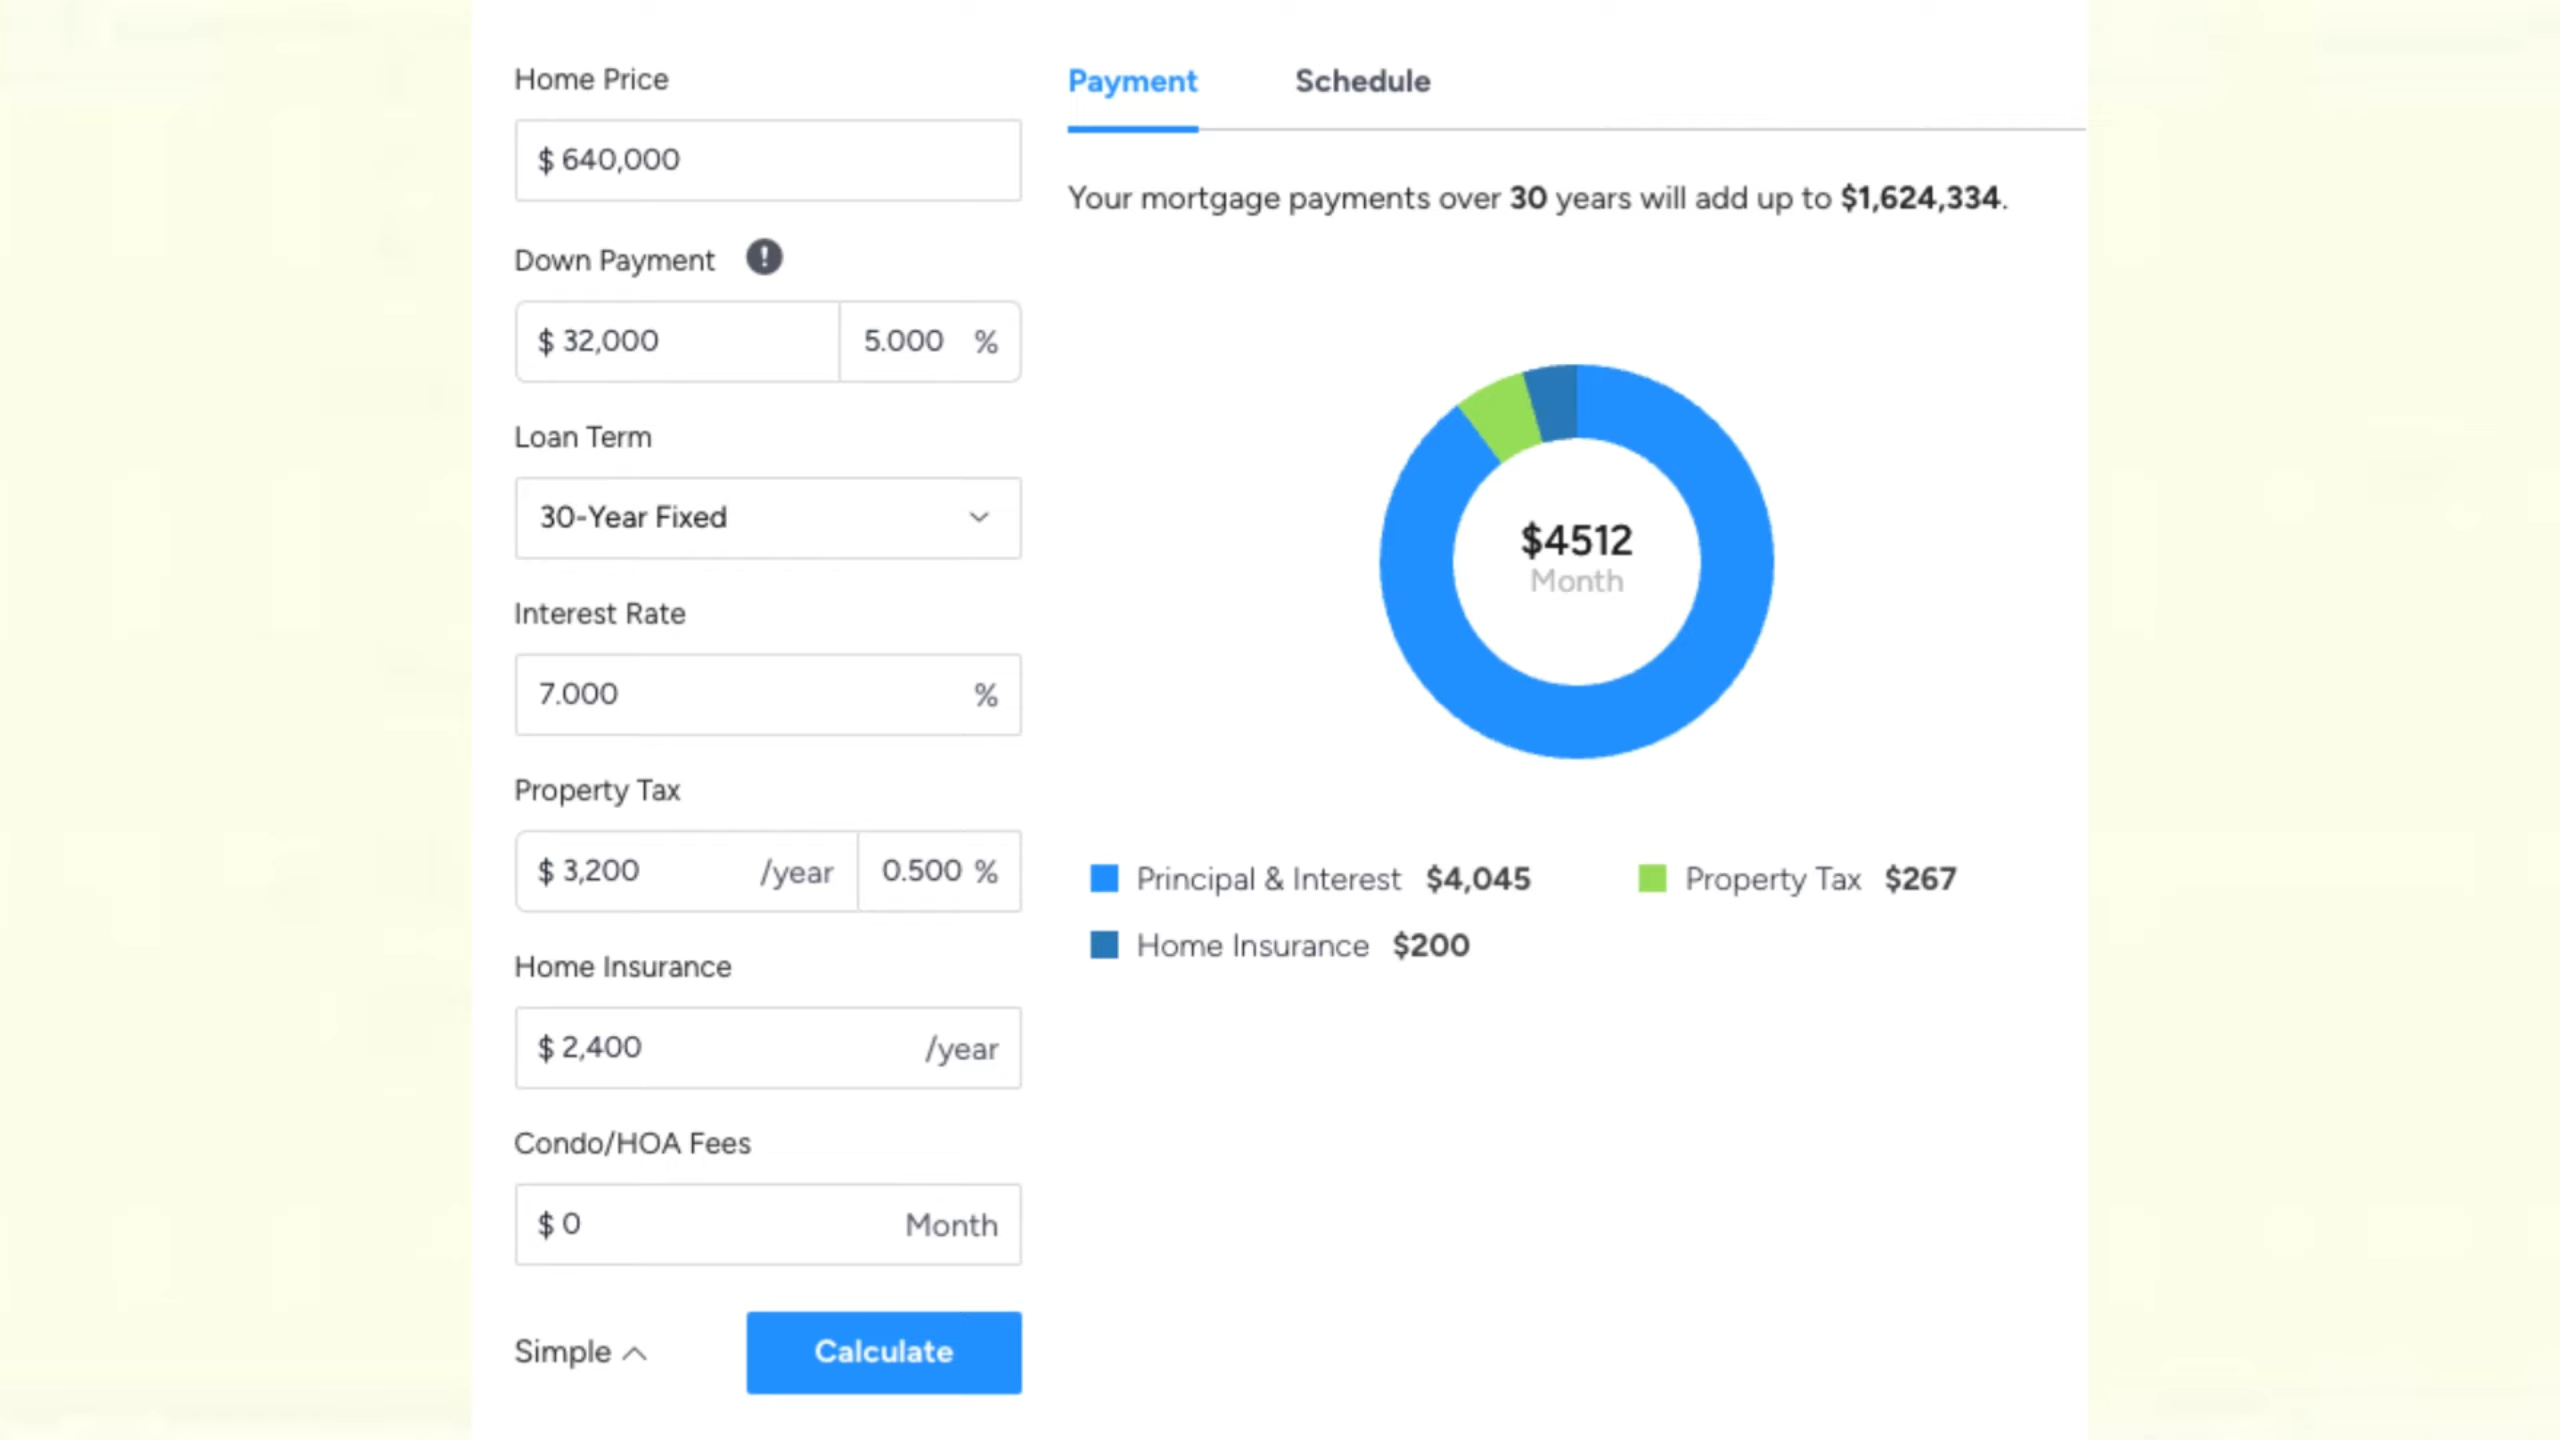 Home Price
$ 640,000
Down Payment !
$ 32,000 5.000 %
Loan Term
30-Year Fixed
Interest Rate
7.000 %
Property Tax
$ 3,200 /year 0.500 %
Home Insurance
$ 2,400 /year
Condo/HOA Fees
$ 0 Month
Simple Calculate
Payment Schedule
Your mortgage payments over 30 years will add up to $1,624,334.
$4512
Month
Principal & Interest $4,045 Property Tax $267
Home Insurance $200